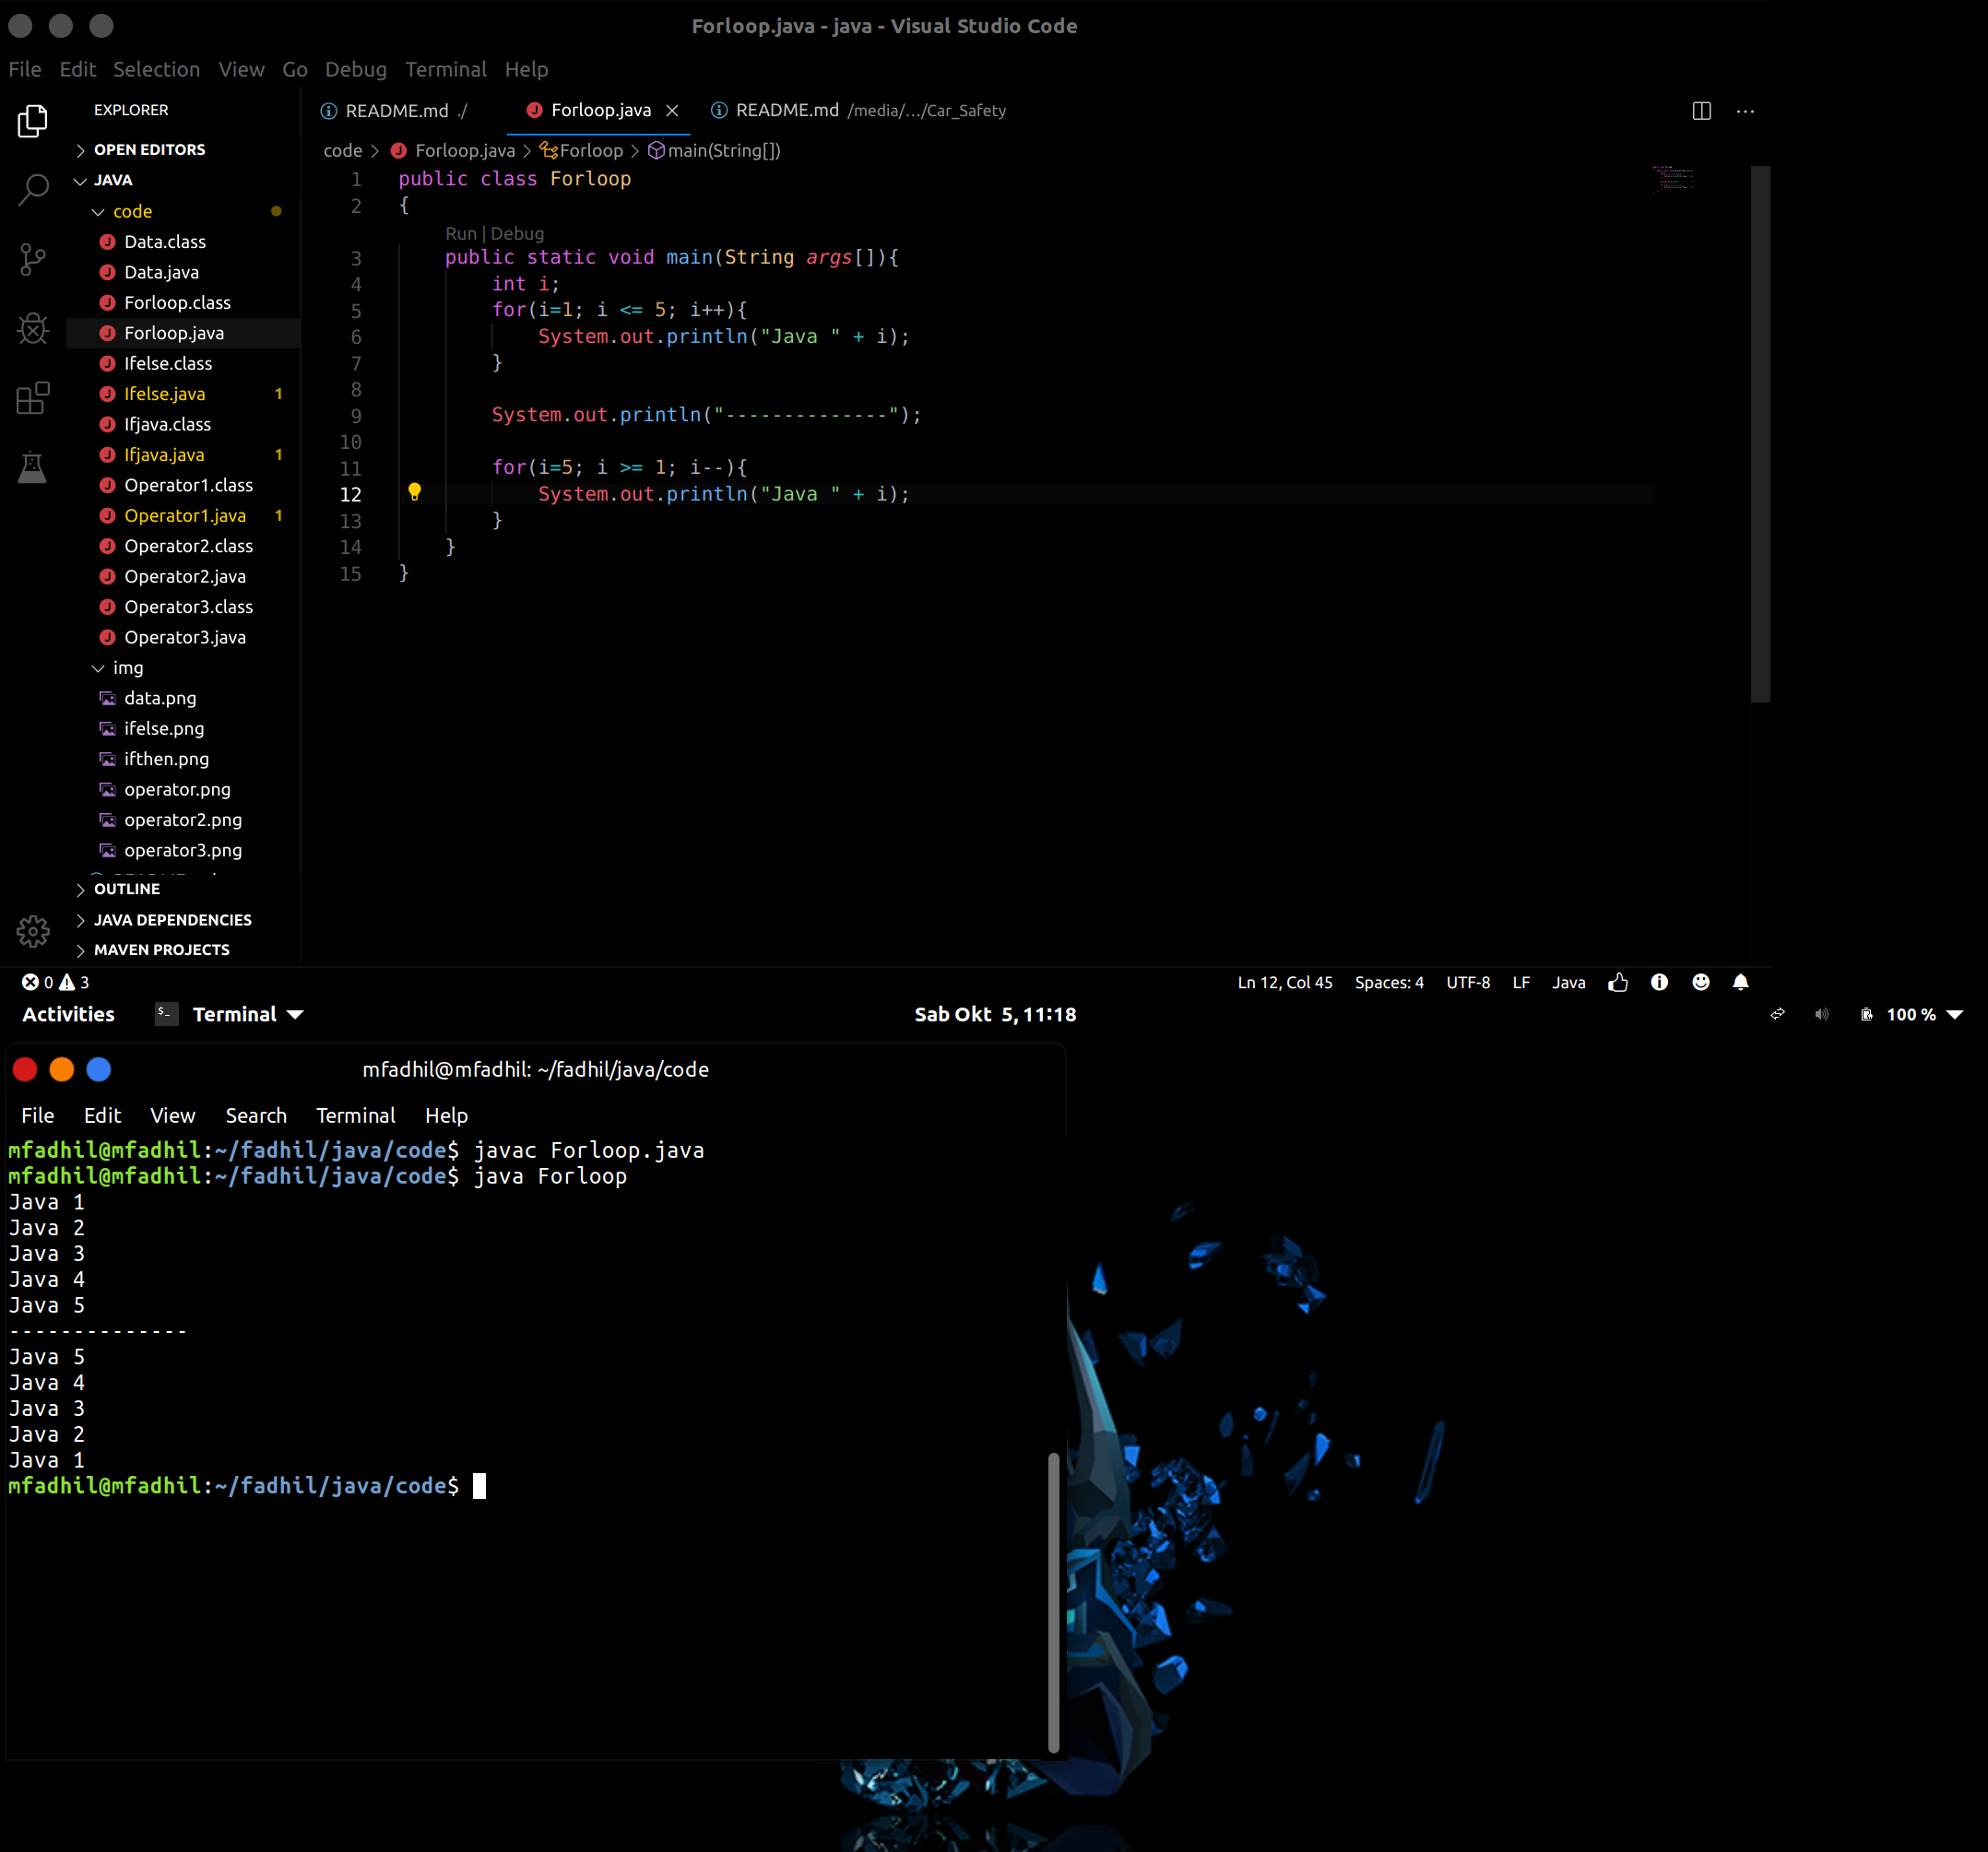 Forloop.java - java - Visual Studio Code
File Edit Selection View Go Debug Terminal Help
EXPLORER
OPEN EDITORS
JAVA
code
Data.class
Data.java
Forloop.class
Forloop.java
Ifelse.class
Ifelse.java 1
Ifjava.class
Ifjava.java 1
Operator1.class
Operator1.java 1
Operator2.class
Operator2.java
Operator3.class
Operator3.java
img
data.png
ifelse.png
ifthen.png
operator.png
operator2.png
operator3.png
OUTLINE
JAVA DEPENDENCIES
MAVEN PROJECTS
README.md ./ Forloop.java README.md /media/.../Car_Safety
code > Forloop.java > Forloop > main(String[])
1 public class Forloop
2 {
Run | Debug
3 public static void main(String args[]){
4 int i;
5 for(i=1; i <= 5; i++){
6 System.out.println("Java " + i);
7 }
8
9 System.out.println("--------------");
10
11 for(i=5; i >= 1; i--){
12 System.out.println("Java " + i);
13 }
14 }
15 }
0 3 Ln 12, Col 45 Spaces: 4 UTF-8 LF Java
Activities Terminal Sab Okt 5, 11:18 100 %
mfadhil@mfadhil: ~/fadhil/java/code
File Edit View Search Terminal Help
mfadhil@mfadhil:~/fadhil/java/code$ javac Forloop.java
mfadhil@mfadhil:~/fadhil/java/code$ java Forloop
Java 1
Java 2
Java 3
Java 4
Java 5
--------------
Java 5
Java 4
Java 3
Java 2
Java 1
mfadhil@mfadhil:~/fadhil/java/code$